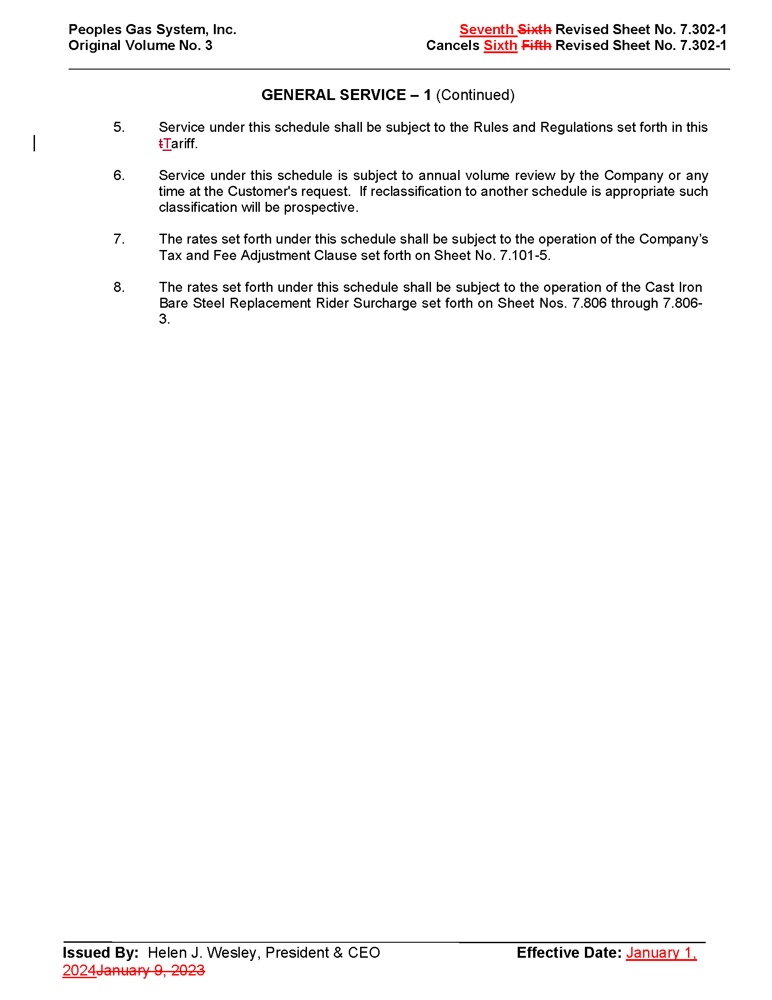 Peoples Gas System, Inc.
Original Volume No. 3
Seventh Sixth Revised Sheet No. 7.302-1
Cancels Sixth Fifth Revised Sheet No. 7.302-1
GENERAL SERVICE – 1 (Continued)
5. Service under this schedule shall be subject to the Rules and Regulations set forth in this
tTariff.
6. Service under this schedule is subject to annual volume review by the Company or any
time at the Customer's request.  If reclassification to another schedule is appropriate such
classification will be prospective.
7. The rates set forth under this schedule shall be subject to the operation of the Company’s
Tax and Fee Adjustment Clause set forth on Sheet No. 7.101-5.
8. The rates set forth under this schedule shall be subject to the operation of the Cast Iron
Bare Steel Replacement Rider Surcharge set forth on Sheet Nos. 7.806 through 7.806-
3.
Issued By:  Helen J. Wesley, President & CEO Effective Date: January 1,
2024January 9, 2023